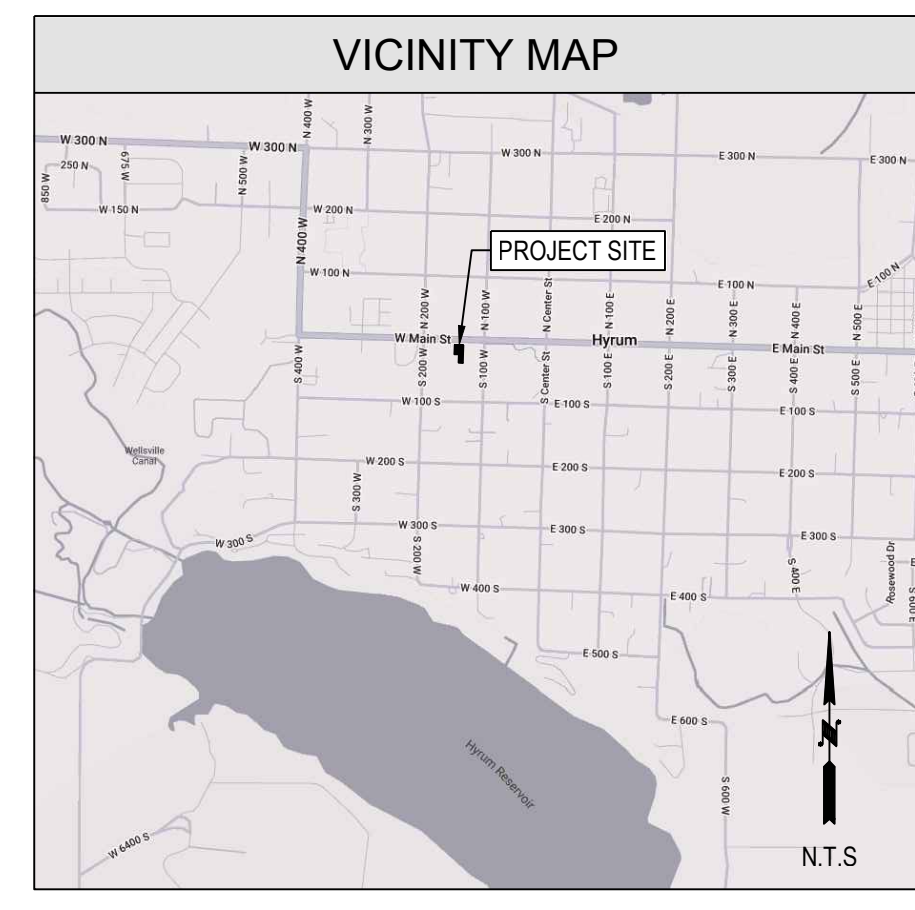 VICINITY MAP
N 400 W
N 300 W
W 300 N
W 300 N
W 300 N
E 300 N
E 300 N
250 N
675 W
N 500 W
850 W
W 150 N
W 200 N
E 200 N
N 400 W
PROJECT SITE
W 100 N
E 100 N
E 100 N
N 200 W
N 100 W
N Center St
N 100 E
N 200 E
N 300 E
N 400 E
N 500 E
W Main St
Hyrum
E Main St
S 400 W
S 200 W
S 100 W
S Center St
S 100 E
S 200 E
S 300 E
S 400 E
S 500 E
W 100 S
E 100 S
E 100 S
Wellsville
Canal
W 200 S
E 200 S
E 200 S
S 300 W
W 300 S
W 300 S
E 300 S
E 300 S
S 200 W
W 400 S
E 400 S
S 400 E
Rosewood Dr
E
S 600 E
E 500 S
E 600 S
Hyrum Reservoir
S 600 W
W 6400 S
N
N.T.S